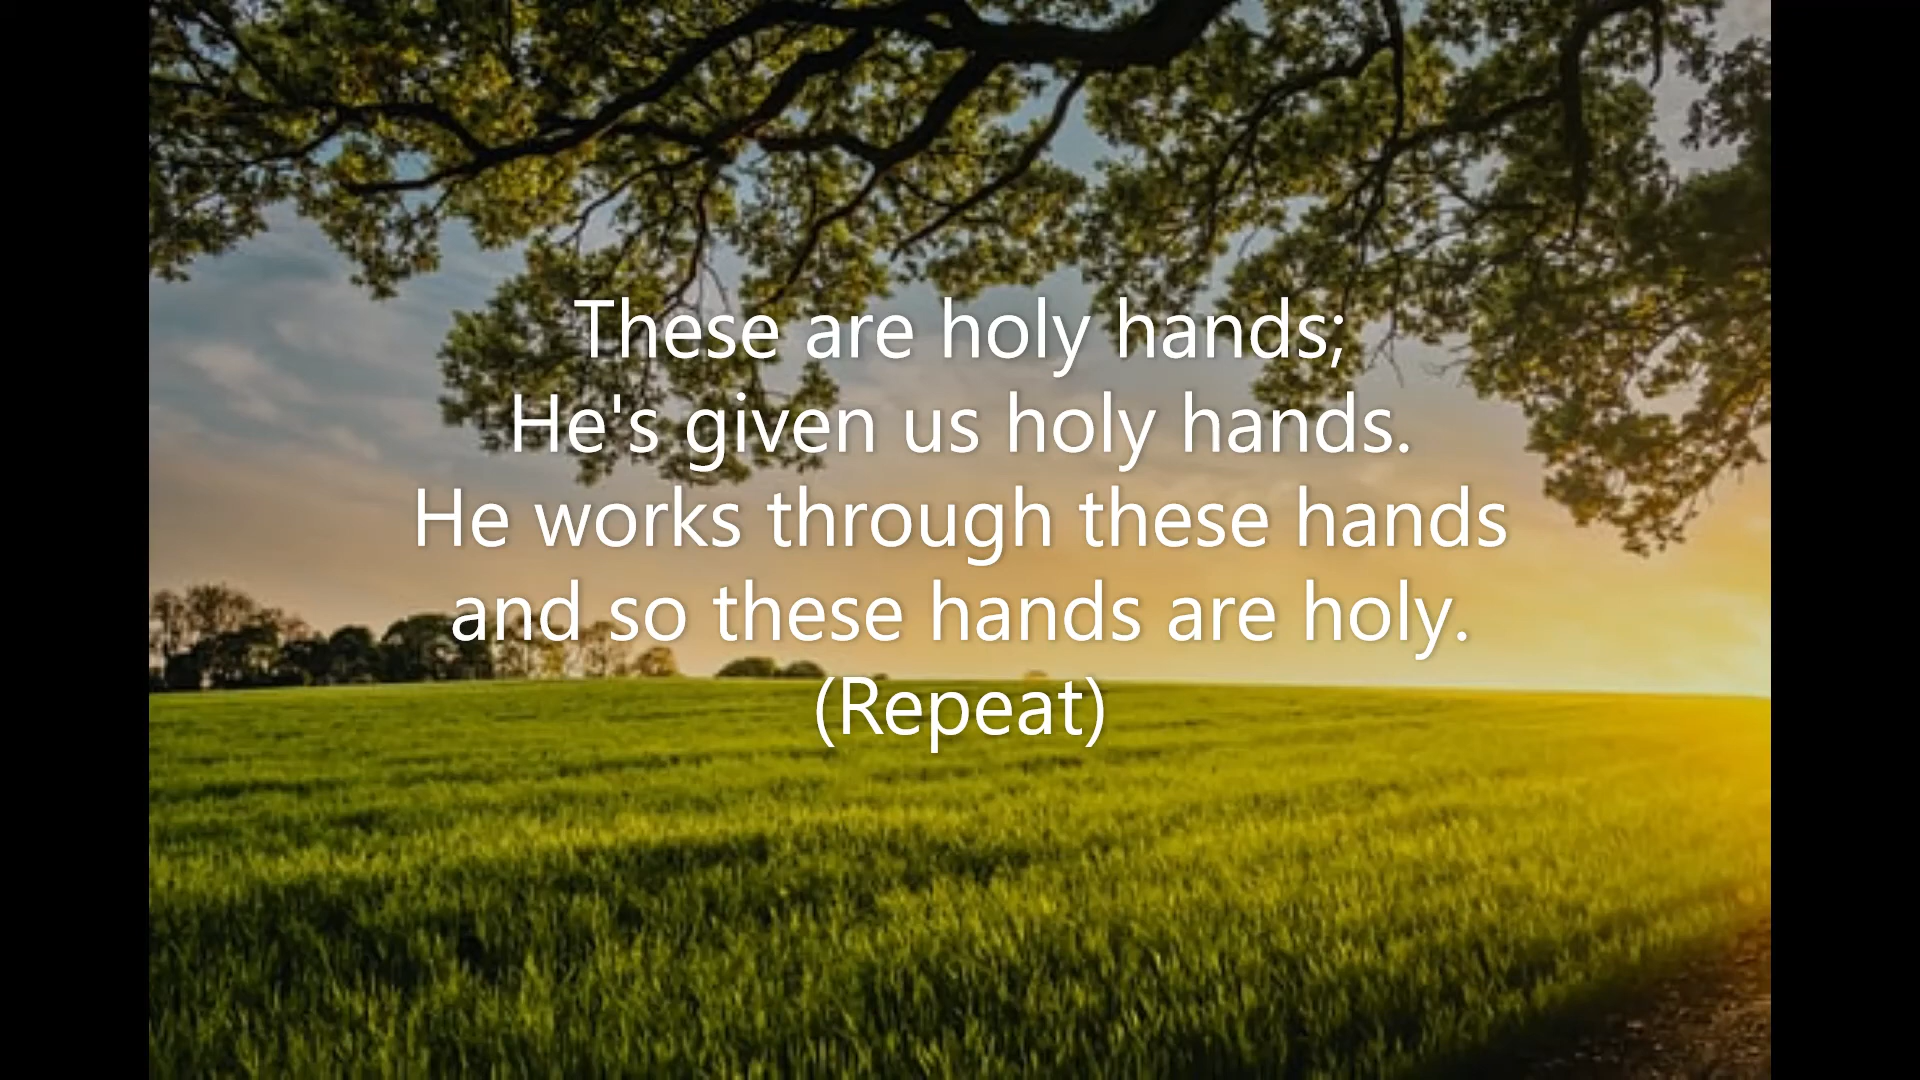 These are holy hands;
He's given us holy hands.
He works through these hands
and so these hands are holy.
(Repeat)